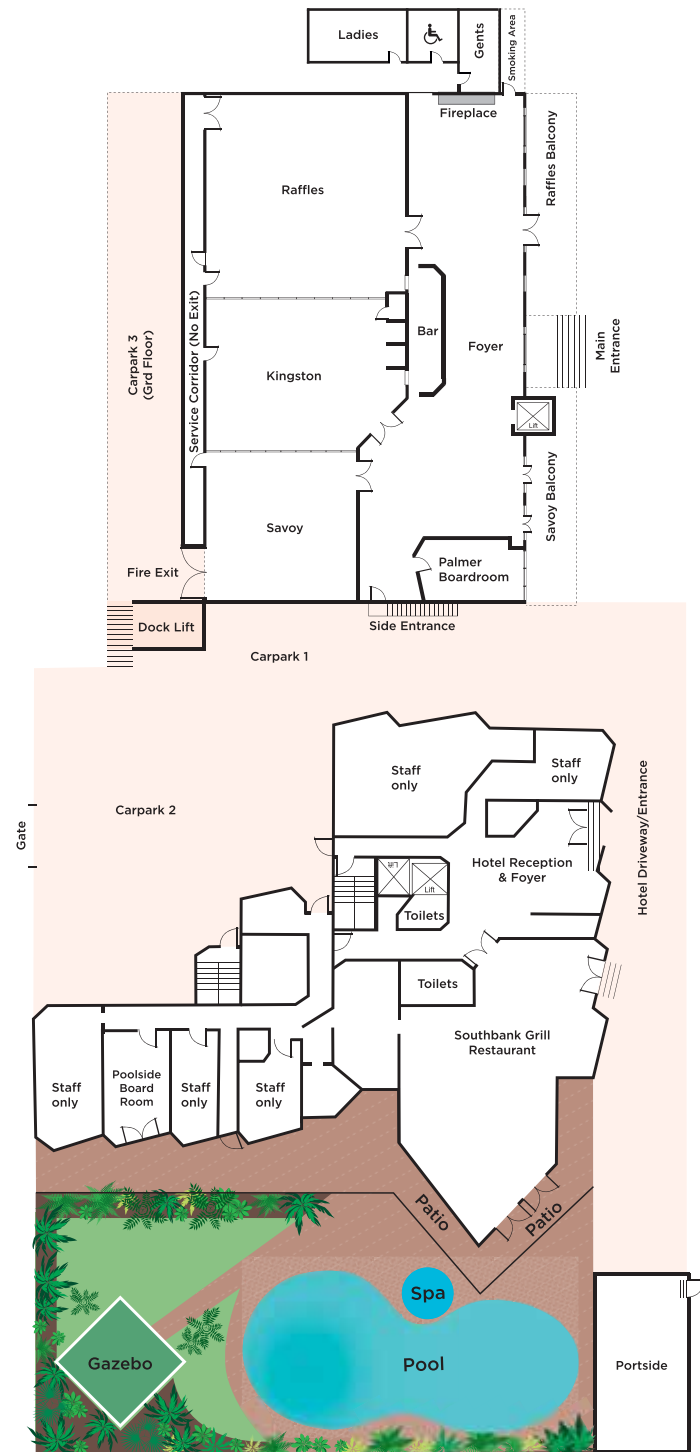 Ladies
Gents
Smoking Area
Fireplace
Raffles Balcony
Raffles
Carpark 3
(Grd Floor)
Service Corridor (No Exit)
Bar
Foyer
Main
Entrance
Kingston
Lift
Savoy Balcony
Savoy
Palmer
Boardroom
Fire Exit
Dock Lift
Side Entrance
Carpark 1
Staff
only
Staff
only
Hotel Driveway/Entrance
Carpark 2
Gate
Hotel Reception
& Foyer
Lift
Lift
Toilets
Toilets
Southbank Grill
Restaurant
Staff
only
Poolside
Board
Room
Staff
only
Staff
only
Patio
Patio
Spa
Gazebo
Pool
Portside